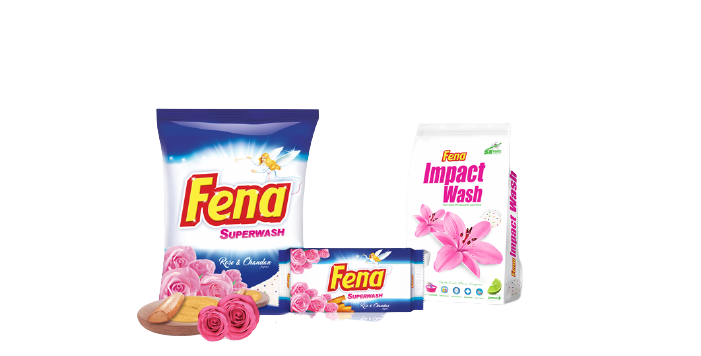 Fena
SUPERWASH
Rose & Chandan
Fena
SUPERWASH
Rose & Chandan
Fena
Impact
Wash
Fena Impact Wash